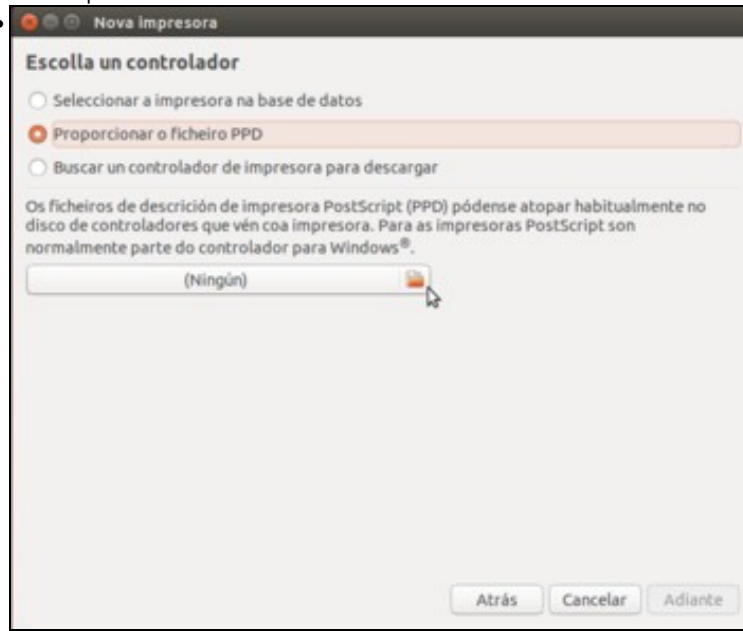 Nova impresora
Escolla un controlador
Seleccionar a impresora na base de datos
Proporcionar o ficheiro PPD
Buscar un controlador de impresora para descargar
Os ficheiros de descrición de impresora PostScript (PPD) pódense atopar habitualmente no
disco de controladores que vén coa impresora. Para as impresoras PostScript son
normalmente parte do controlador para Windows®.
(Ningún)
Atrás Cancelar Adiante